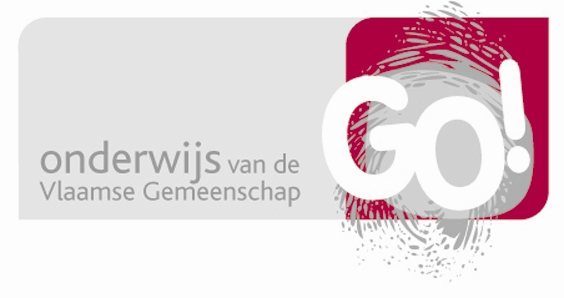 onderwijs van de
Vlaamse Gemeenschap
GO!